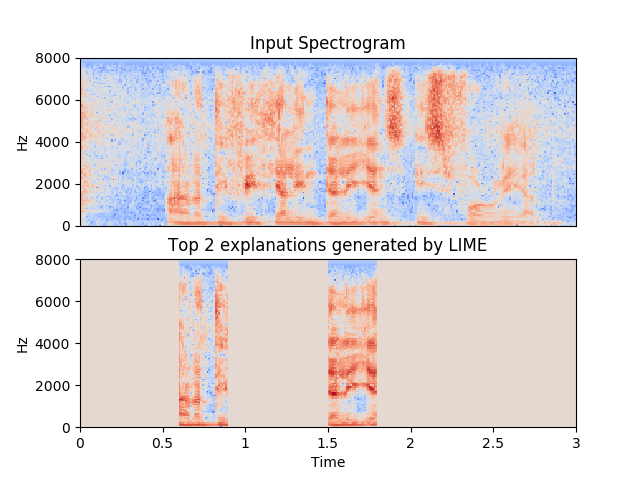 Input Spectrogram
8000
6000
4000
2000
0
Hz
Top 2 explanations generated by LIME
8000
6000
4000
2000
0
Hz
0 0.5 1 1.5 2 2.5 3
Time